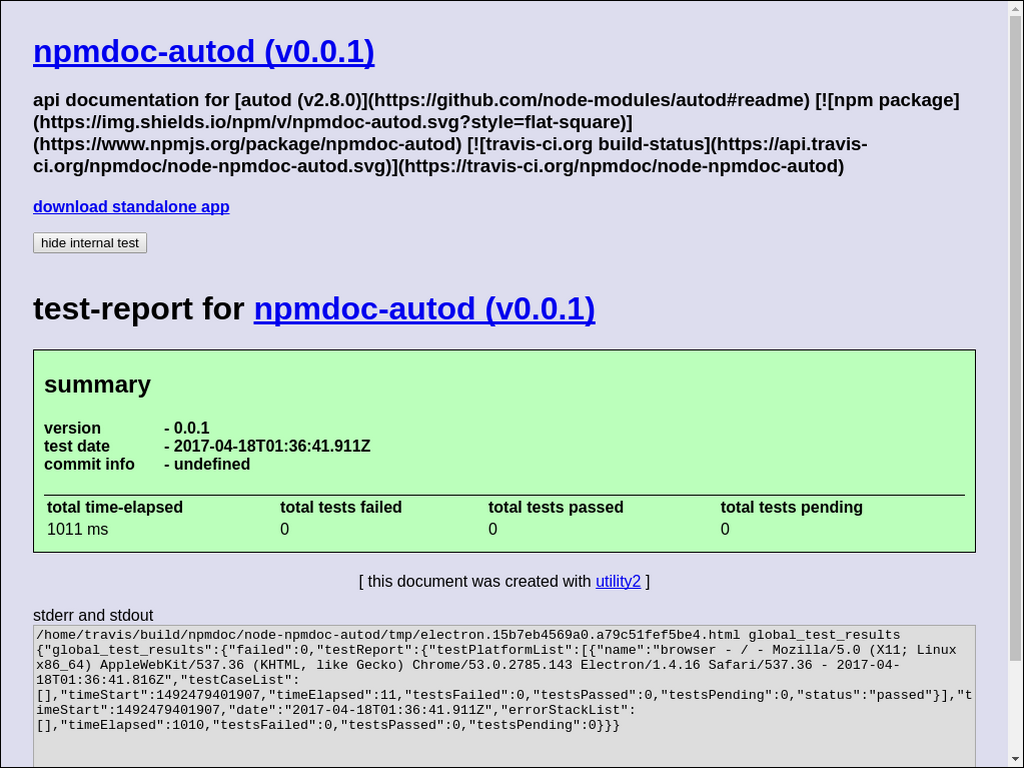 npmdoc-autod (v0.0.1)
api documentation for [autod (v2.8.0)](https://github.com/node-modules/autod#readme) [![npm package]
(https://img.shields.io/npm/v/npmdoc-autod.svg?style=flat-square)]
(https://www.npmjs.org/package/npmdoc-autod) [![travis-ci.org build-status](https://api.travis-
ci.org/npmdoc/node-npmdoc-autod.svg)](https://travis-ci.org/npmdoc/node-npmdoc-autod)
download standalone app
hide internal test
test-report for npmdoc-autod (v0.0.1)
summary
version - 0.0.1
test date - 2017-04-18T01:36:41.911Z
commit info - undefined
total time-elapsed total tests failed total tests passed total tests pending
1011 ms 0 0 0
[ this document was created with utility2 ]
stderr and stdout
/home/travis/build/npmdoc/node-npmdoc-autod/tmp/electron.15b7eb4569a0.a79c51fef5be4.html global_test_results
{"global_test_results":{"failed":0,"testReport":{"testPlatformList":[{"name":"browser - / - Mozilla/5.0 (X11; Linux
x86_64) AppleWebKit/537.36 (KHTML, like Gecko) Chrome/53.0.2785.143 Electron/1.4.16 Safari/537.36 - 2017-04-
18T01:36:41.816Z","testCaseList":
[],"timeStart":1492479401907,"timeElapsed":11,"testsFailed":0,"testsPassed":0,"testsPending":0,"status":"passed"}],"t
imeStart":1492479401907,"date":"2017-04-18T01:36:41.911Z","errorStackList":
[],"timeElapsed":1010,"testsFailed":0,"testsPassed":0,"testsPending":0}}}